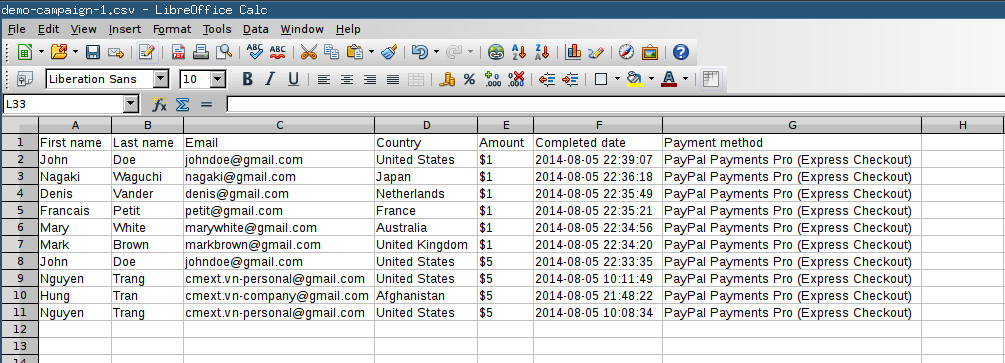 demo-campaign-1.csv - LibreOffice Calc
File Edit View Insert Format Tools Data Window Help
ABC ABC
Liberation Sans 10 B I U % .000 .000 A
L33 fx Σ =
A B C D E F G H
1 First name Last name Email Country Amount Completed date Payment method
2 John Doe johndoe@gmail.com United States $1 2014-08-05 22:39:07 PayPal Payments Pro (Express Checkout)
3 Nagaki Waguchi nagaki@gmail.com Japan $1 2014-08-05 22:36:18 PayPal Payments Pro (Express Checkout)
4 Denis Vander denis@gmail.com Netherlands $1 2014-08-05 22:35:49 PayPal Payments Pro (Express Checkout)
5 Francais Petit petit@gmail.com France $1 2014-08-05 22:35:21 PayPal Payments Pro (Express Checkout)
6 Mary White marywhite@gmail.com Australia $1 2014-08-05 22:34:56 PayPal Payments Pro (Express Checkout)
7 Mark Brown markbrown@gmail.com United Kingdom $1 2014-08-05 22:34:20 PayPal Payments Pro (Express Checkout)
8 John Doe johndoe@gmail.com United States $5 2014-08-05 22:33:35 PayPal Payments Pro (Express Checkout)
9 Nguyen Trang cmext.vn-personal@gmail.com United States $5 2014-08-05 10:11:49 PayPal Payments Pro (Express Checkout)
10 Hung Tran cmext.vn-company@gmail.com Afghanistan $5 2014-08-05 21:48:22 PayPal Payments Pro (Express Checkout)
11 Nguyen Trang cmext.vn-personal@gmail.com United States $5 2014-08-05 10:08:34 PayPal Payments Pro (Express Checkout)
12
13
14